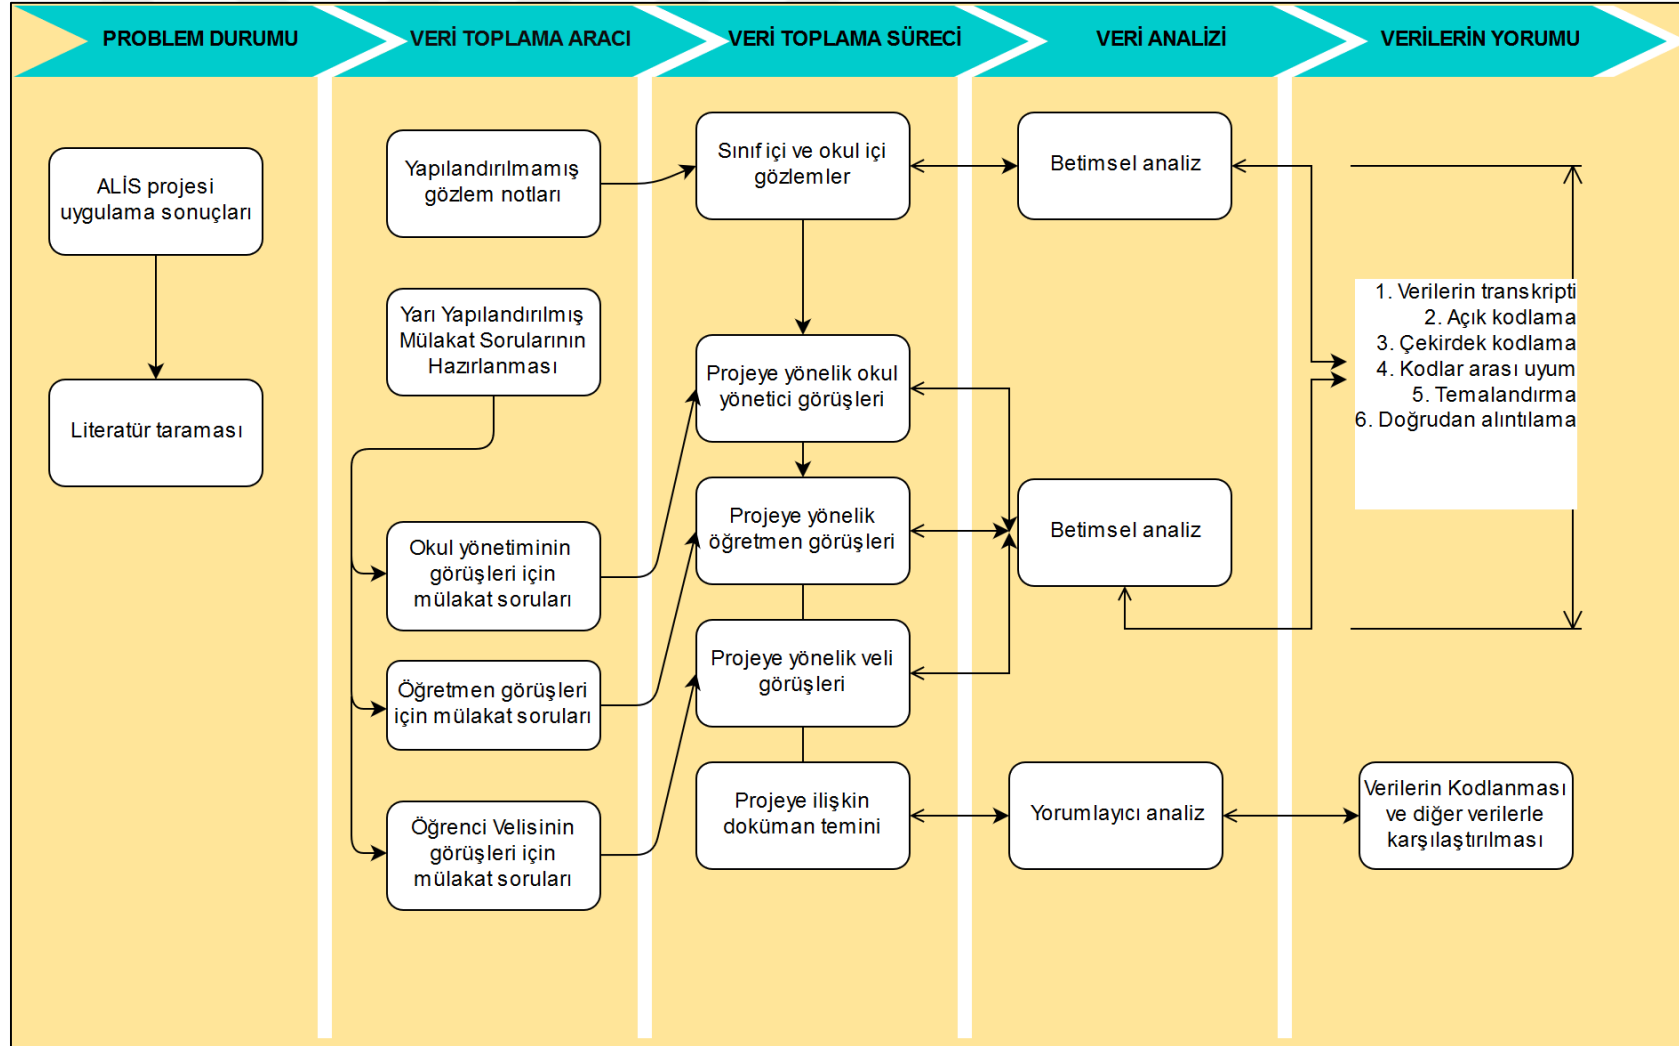 PROBLEM DURUMU
VERİ TOPLAMA ARACI
VERİ TOPLAMA SÜRECİ
VERİ ANALİZİ
VERİLERİN YORUMU
ALİS projesi
uygulama sonuçları
Literatür taraması
Yapılandırılmamış
gözlem notları
Yarı Yapılandırılmış
Mülakat Sorularının
Hazırlanması
Okul yönetiminin
görüşleri için
mülakat soruları
Öğretmen görüşleri
için mülakat soruları
Öğrenci Velisinin
görüşleri için
mülakat soruları
Sınıf içi ve okul içi
gözlemler
Projeye yönelik okul
yönetici görüşleri
Projeye yönelik
öğretmen görüşleri
Projeye yönelik veli
görüşleri
Projeye ilişkin
doküman temini
Betimsel analiz
Betimsel analiz
Yorumlayıcı analiz
1. Verilerin transkripti
2. Açık kodlama
3. Çekirdek kodlama
4. Kodlar arası uyum
5. Temalandırma
6. Doğrudan alıntılama
Verilerin Kodlanması
ve diğer verilerle
karşılaştırılması